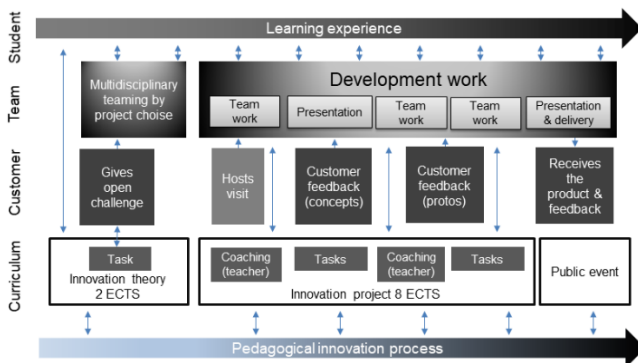 Student
Learning experience
Team
Multidisciplinary
teaming by
project choise
Development work
Team
work
Presentation
Team
work
Team
work
Presentation
& delivery
Customer
Gives
open
challenge
Hosts
visit
Customer
feedback
(concepts)
Customer
feedback
(protos)
Receives
the
product &
feedback
Curriculum
Task
Innovation theory
2 ECTS
Coaching
(teacher)
Tasks
Coaching
(teacher)
Tasks
Innovation project 8 ECTS
Public event
Pedagogical innovation process